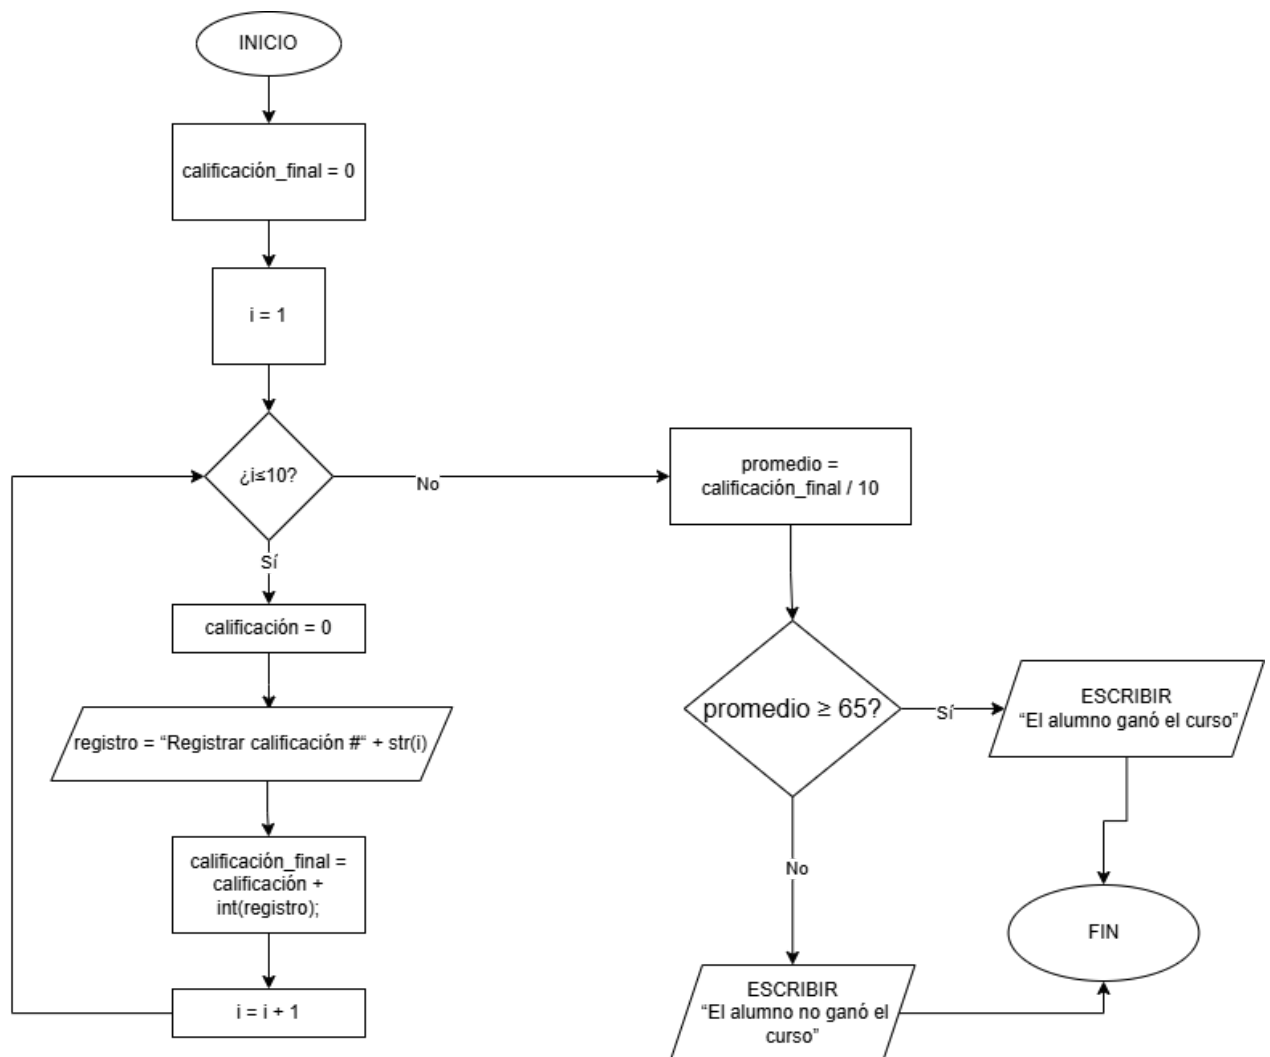 INICIO
calificación_final = 0
i = 1
¿i≤10?
No
Sí
calificación = 0
registro = “Registrar calificación #“ + str(i)
calificación_final =
calificación +
int(registro);
i = i + 1
promedio =
calificación_final / 10
promedio ≥ 65?
Sí
ESCRIBIR
“El alumno ganó el curso”
No
ESCRIBIR
“El alumno no ganó el
curso”
FIN